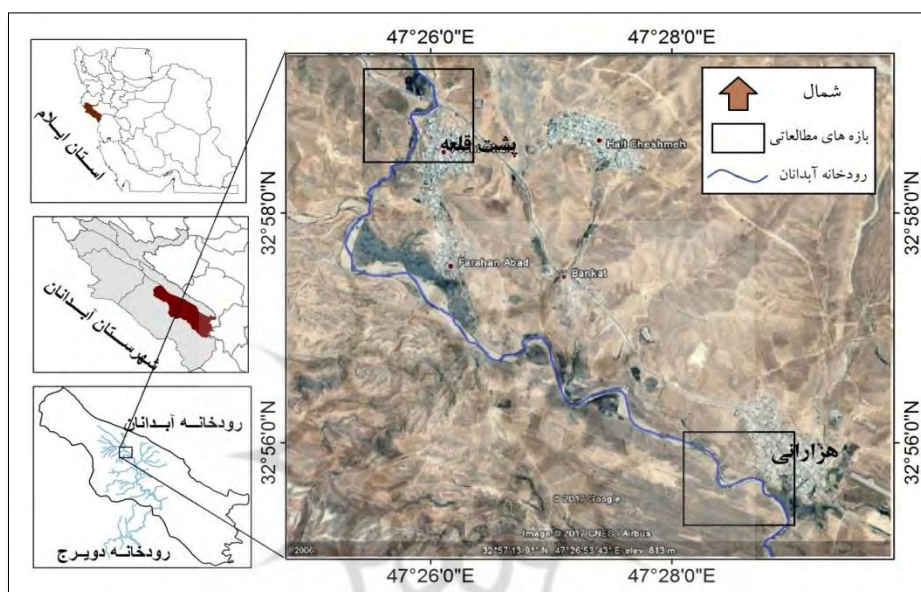 47°26'0"E
47°28'0"E
استان ایلام
شهرستان آبدانان
رودخانه آبدانان
رودخانه دویرج
شمال
بازه های مطالعاتی
رودخانه آبدانان
پشت قلعه
Haft Cheshmeh
Farahan Abad
Bankat
هزارانی
32°58'0"N
32°56'0"N
32°58'0"N
32°56'0"N
© 2017 Google
Image © 2017 CNES / Airbus
2006
32°57'13.91" N 47°26'53.43" E elev 813 m
47°26'0"E
47°28'0"E